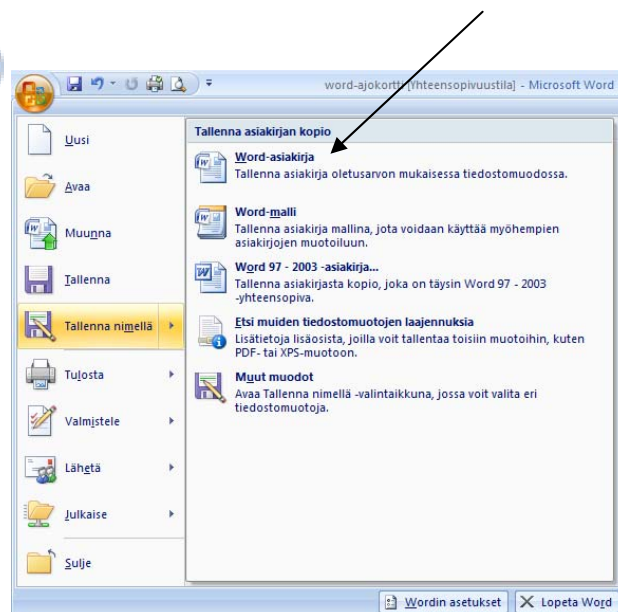 word-ajokortti [Yhteensopivuustila] - Microsoft Word
Uusi
Avaa
Muunna
Tallenna
Tallenna nimellä
Tulosta
Valmistele
Lähetä
Julkaise
Sulje
Tallenna asiakirjan kopio
Word-asiakirja
Tallenna asiakirja oletusarvon mukaisessa tiedostomuodossa.
Word-malli
Tallenna asiakirja mallina, jota voidaan käyttää myöhempien
asiakirjojen muotoiluun.
Word 97 - 2003 -asiakirja...
Tallenna asiakirjasta kopio, joka on täysin Word 97 - 2003
-yhteensopiva.
Etsi muiden tiedostomuotojen laajennuksia
Lisätietoja lisäosista, joilla voit tallentaa toisiin muotoihin, kuten
PDF- tai XPS-muotoon.
Muut muodot
Avaa Tallenna nimellä -valintaikkuna, jossa voit valita eri
tiedostomuotoja.
Wordin asetukset
Lopeta Word